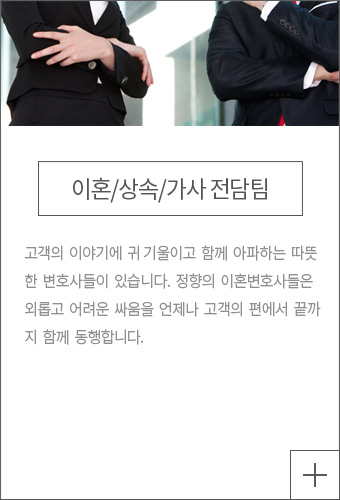 이혼/상속/가사 전담팀
고객의 이야기에 귀 기울이고 함께 아파하는 따뜻
한 변호사들이 있습니다. 정향의 이혼변호사들은
외롭고 어려운 싸움을 언제나 고객의 편에서 끝까
지 함께 동행합니다.